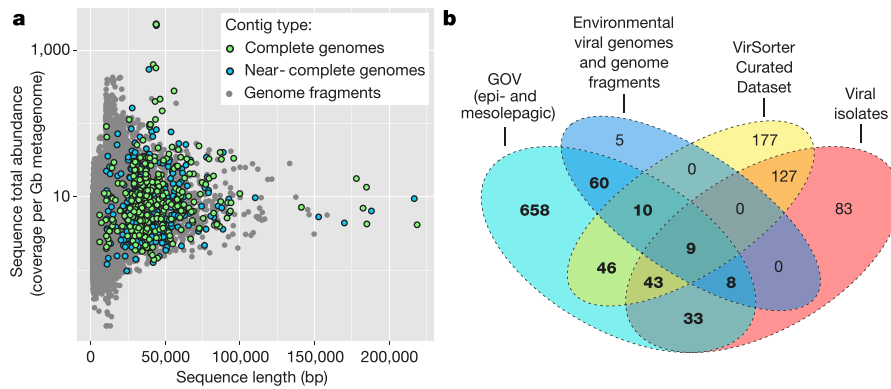 a
Sequence total abundance
(coverage per Gb metagenome)
1,000
10
Contig type:
Complete genomes
Near-complete genomes
Genome fragments
0
50,000
100,000
150,000
200,000
Sequence length (bp)
b
GOV
(epi- and
mesolepagic)
Environmental
viral genomes
and genome
fragments
VirSorter
Curated
Dataset
Viral
isolates
5
177
60
0
127
658
10
0
83
9
46
43
8
0
33